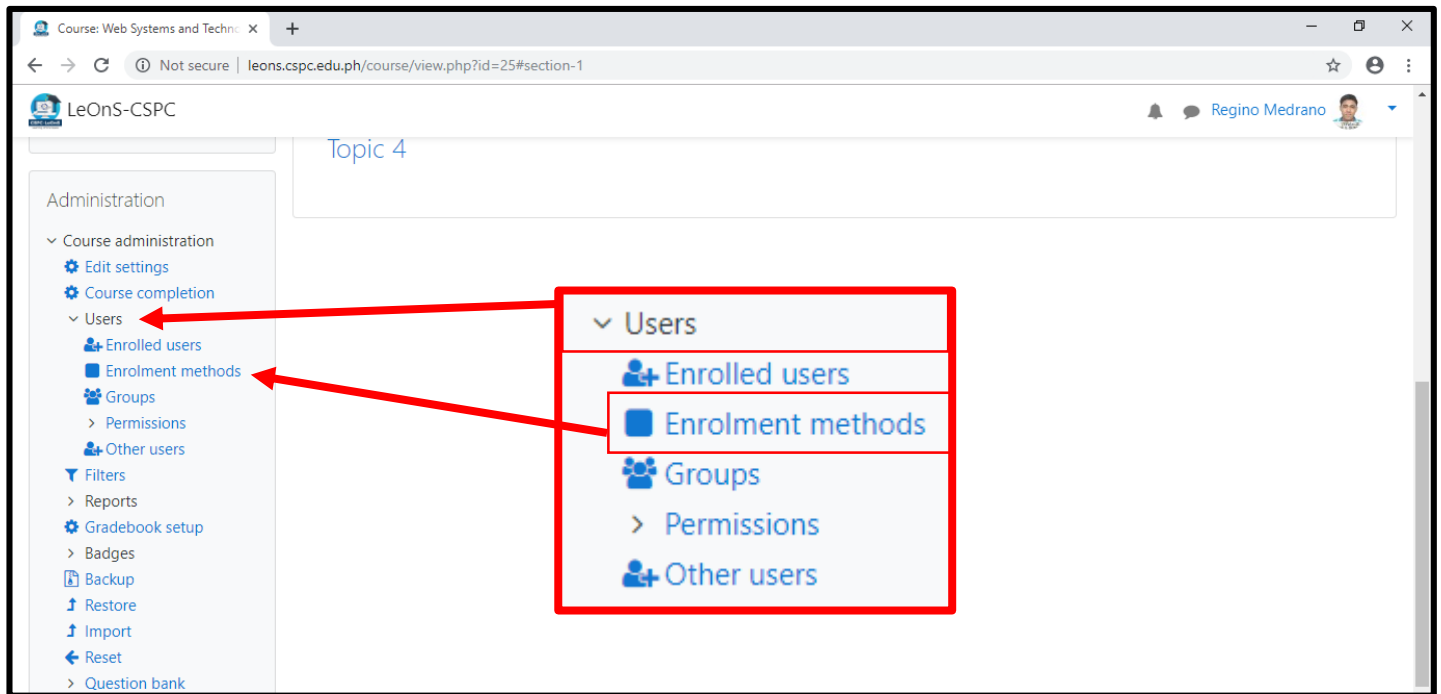 Course: Web Systems and Techno
Not secure | leons.cspc.edu.ph/course/view.php?id=25#section-1
LeOnS-CSPC
Regino Medrano
Topic 4
Administration
Course administration
Edit settings
Course completion
Users
Enrolled users
Enrolment methods
Groups
Permissions
Other users
Filters
Reports
Gradebook setup
Badges
Backup
Restore
Import
Reset
Question bank
Users
Enrolled users
Enrolment methods
Groups
Permissions
Other users